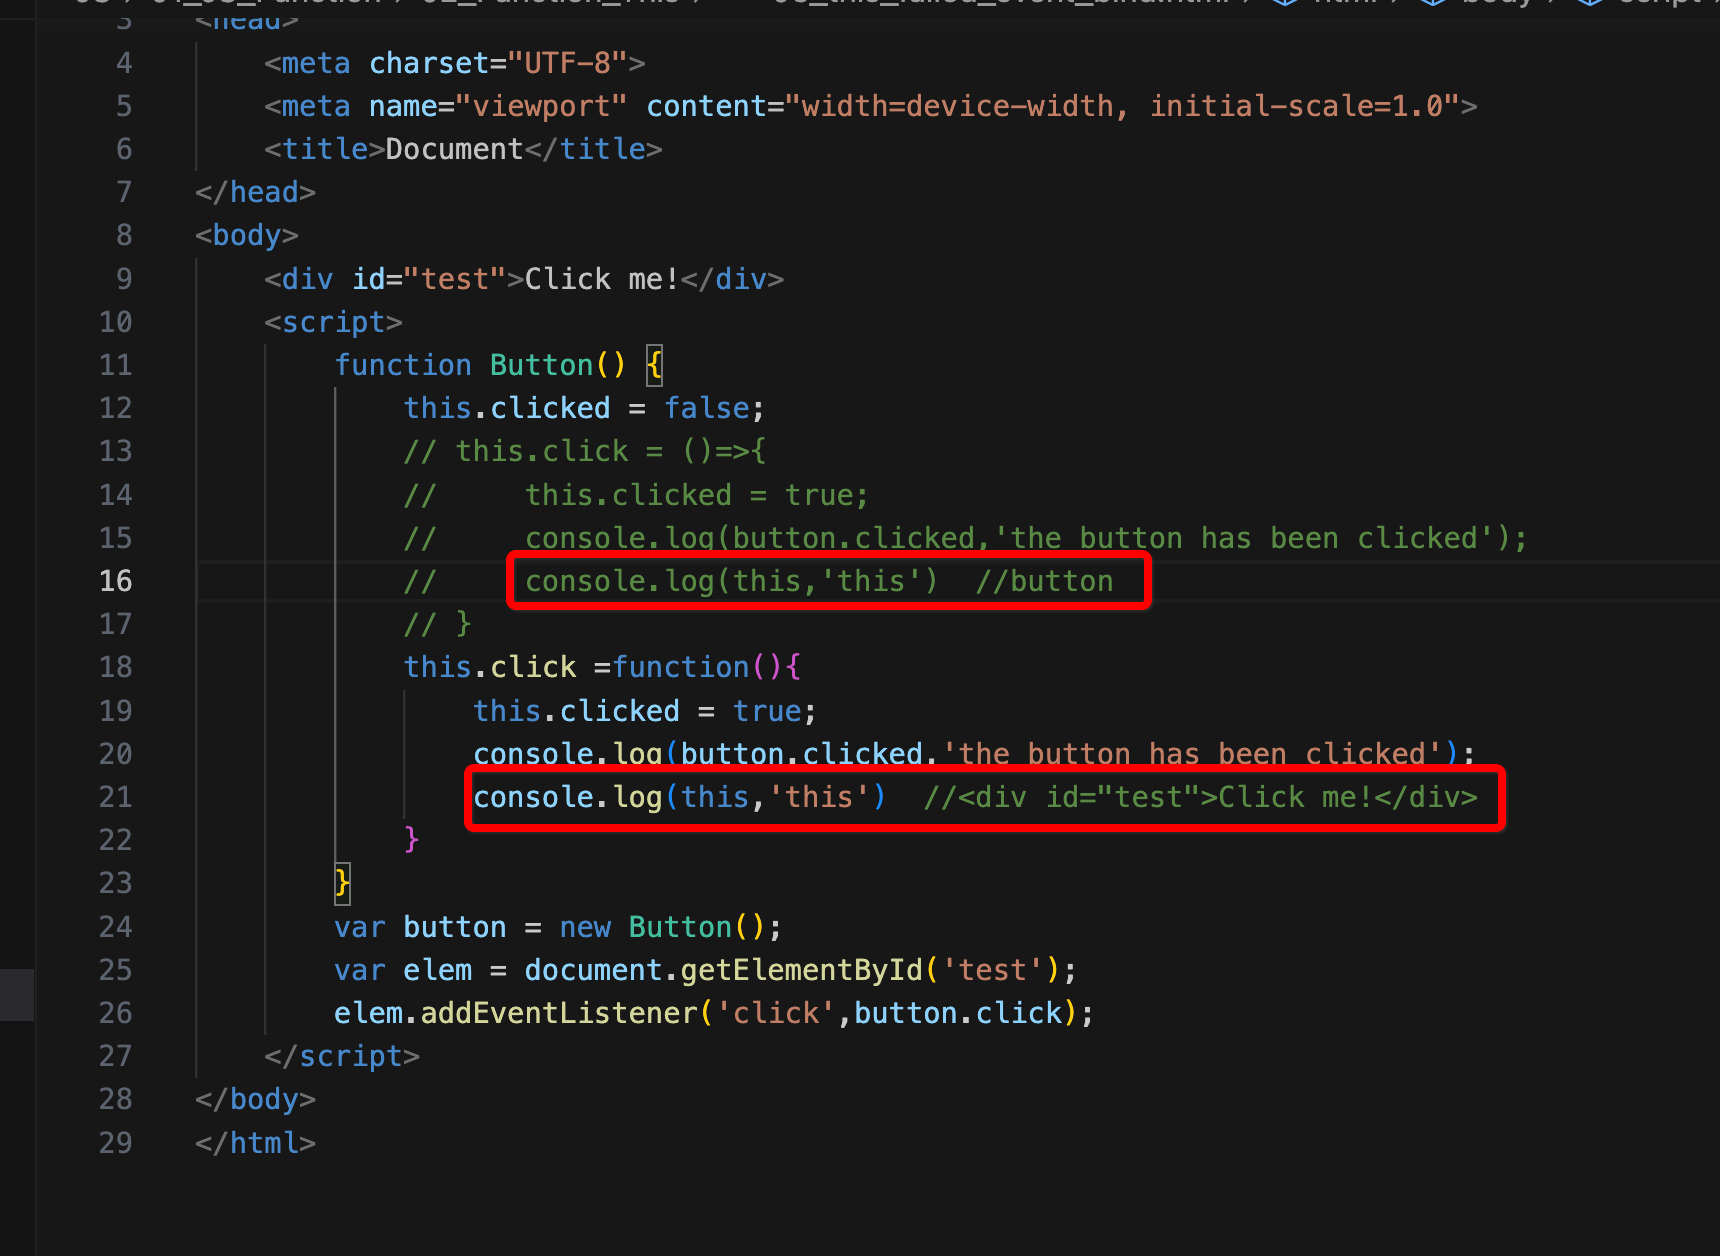 3 <head>
4 <meta charset="UTF-8">
5 <meta name="viewport" content="width=device-width, initial-scale=1.0">
6 <title>Document</title>
7 </head>
8 <body>
9 <div id="test">Click me!</div>
10 <script>
11 function Button() {
12 this.clicked = false;
13 // this.click = ()=>{
14 // this.clicked = true;
15 // console.log(button.clicked,'the button has been clicked');
16 // console.log(this,'this') //button
17 // }
18 this.click =function(){
19 this.clicked = true;
20 console.log(button.clicked,'the button has been clicked');
21 console.log(this,'this') //<div id="test">Click me!</div>
22 }
23 }
24 var button = new Button();
25 var elem = document.getElementById('test');
26 elem.addEventListener('click',button.click);
27 </script>
28 </body>
29 </html>